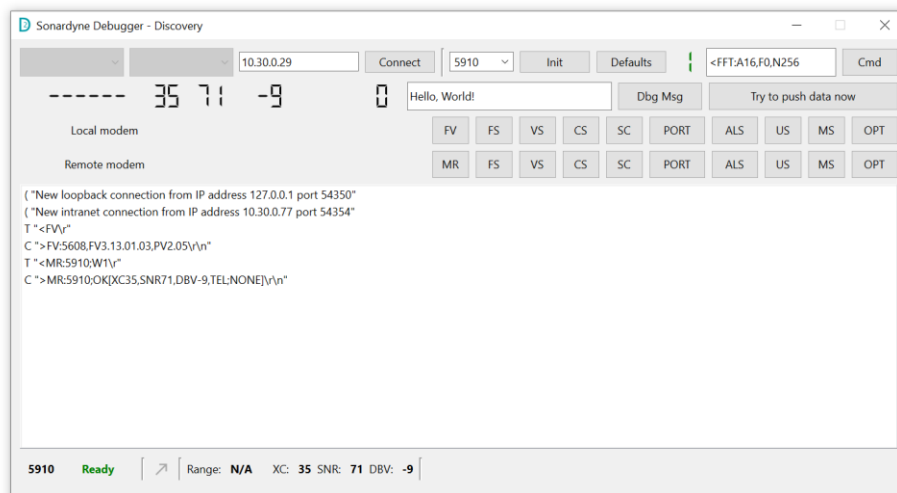 Sonardyne Debugger - Discovery
10.30.0.29 Connect 5910 Init Defaults <FFT:A16,F0,N256 Cmd
------ 35 71 -9 0 Hello, World! Dbg Msg Try to push data now
Local modem FV FS VS CS SC PORT ALS US MS OPT
Remote modem MR FS VS CS SC PORT ALS US MS OPT
( "New loopback connection from IP address 127.0.0.1 port 54350"
( "New intranet connection from IP address 10.30.0.77 port 54354"
T "<FV\r"
C ">FV:5608,FV3.13.01.03,PV2.05\r\n"
T "<MR:5910;W1\r"
C ">MR:5910;OK[XC35,SNR71,DBV-9,TEL;NONE]\r\n"
5910 Ready Range: N/A XC: 35 SNR: 71 DBV: -9